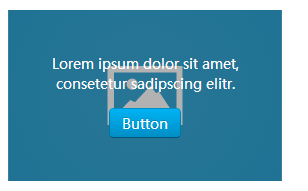 Lorem ipsum dolor sit amet,
consetetur sadipscing elitr.
Button